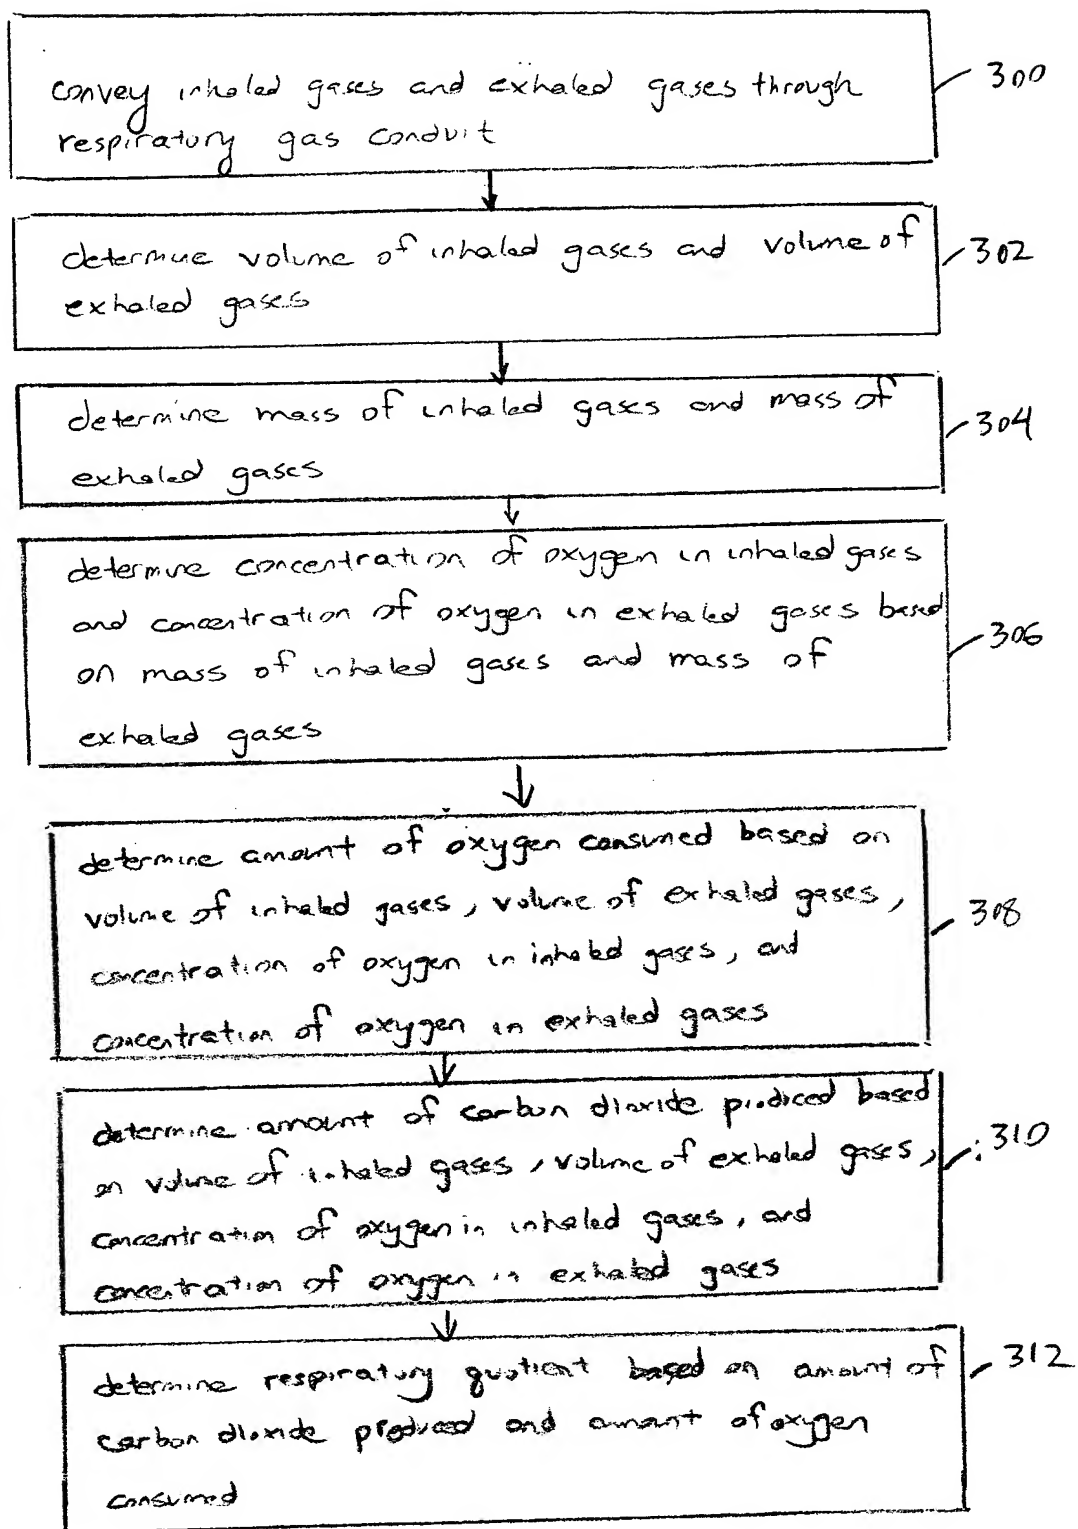 convey inhaled gases and exhaled gases through
respiratory gas conduit
300
determine volume of inhaled gases and volume of
exhaled gases
302
determine mass of inhaled gases and mass of
exhaled gases
304
determine concentration of oxygen in inhaled gases
and concentration of oxygen in exhaled gases based
on mass of inhaled gases and mass of
exhaled gases
306
determine amount of oxygen consumed based on
volume of inhaled gases, volume of exhaled gases,
concentration of oxygen in inhaled gases, and
concentration of oxygen in exhaled gases
308
determine amount of carbon dioxide produced based
on volume of inhaled gases, volume of exhaled gases,
concentration of oxygen in inhaled gases, and
concentration of oxygen in exhaled gases
310
determine respiratory quotient based on amount of
carbon dioxide produced and amount of oxygen
consumed
312